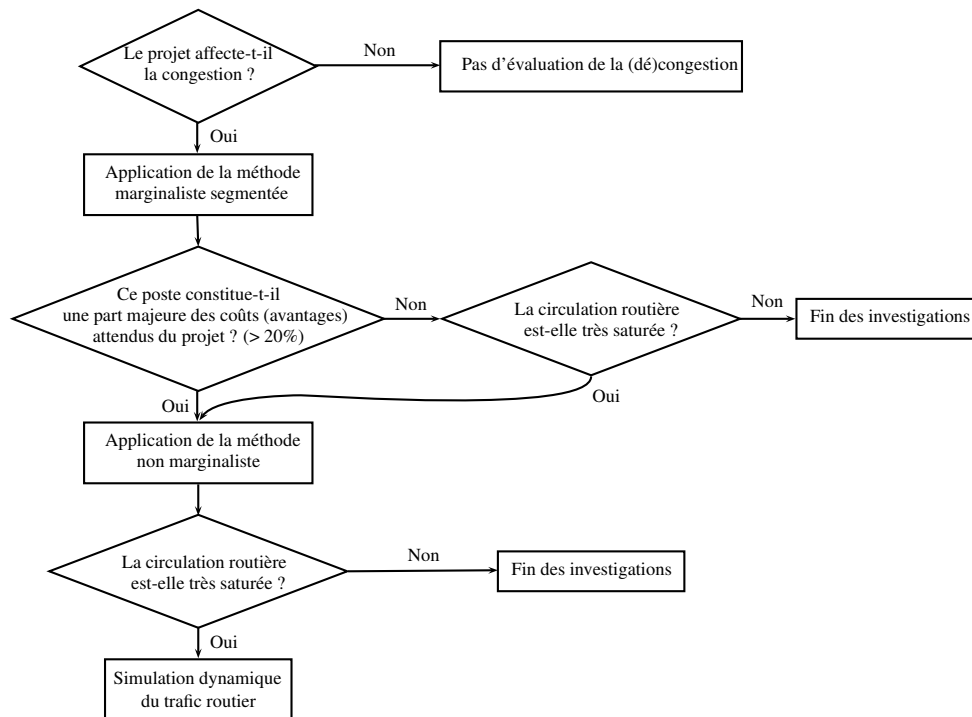 Le projet affecte-t-il
la congestion ?
Non
Pas d'évaluation de la (dé)congestion
Oui
Application de la méthode
marginaliste segmentée
Ce poste constitue-t-il
une part majeure des coûts (avantages)
attendus du projet ? (> 20%)
Non
La circulation routière
est-elle très saturée ?
Non
Fin des investigations
Oui
Oui
Application de la méthode
non marginaliste
La circulation routière
est-elle très saturée ?
Non
Fin des investigations
Oui
Simulation dynamique
du trafic routier